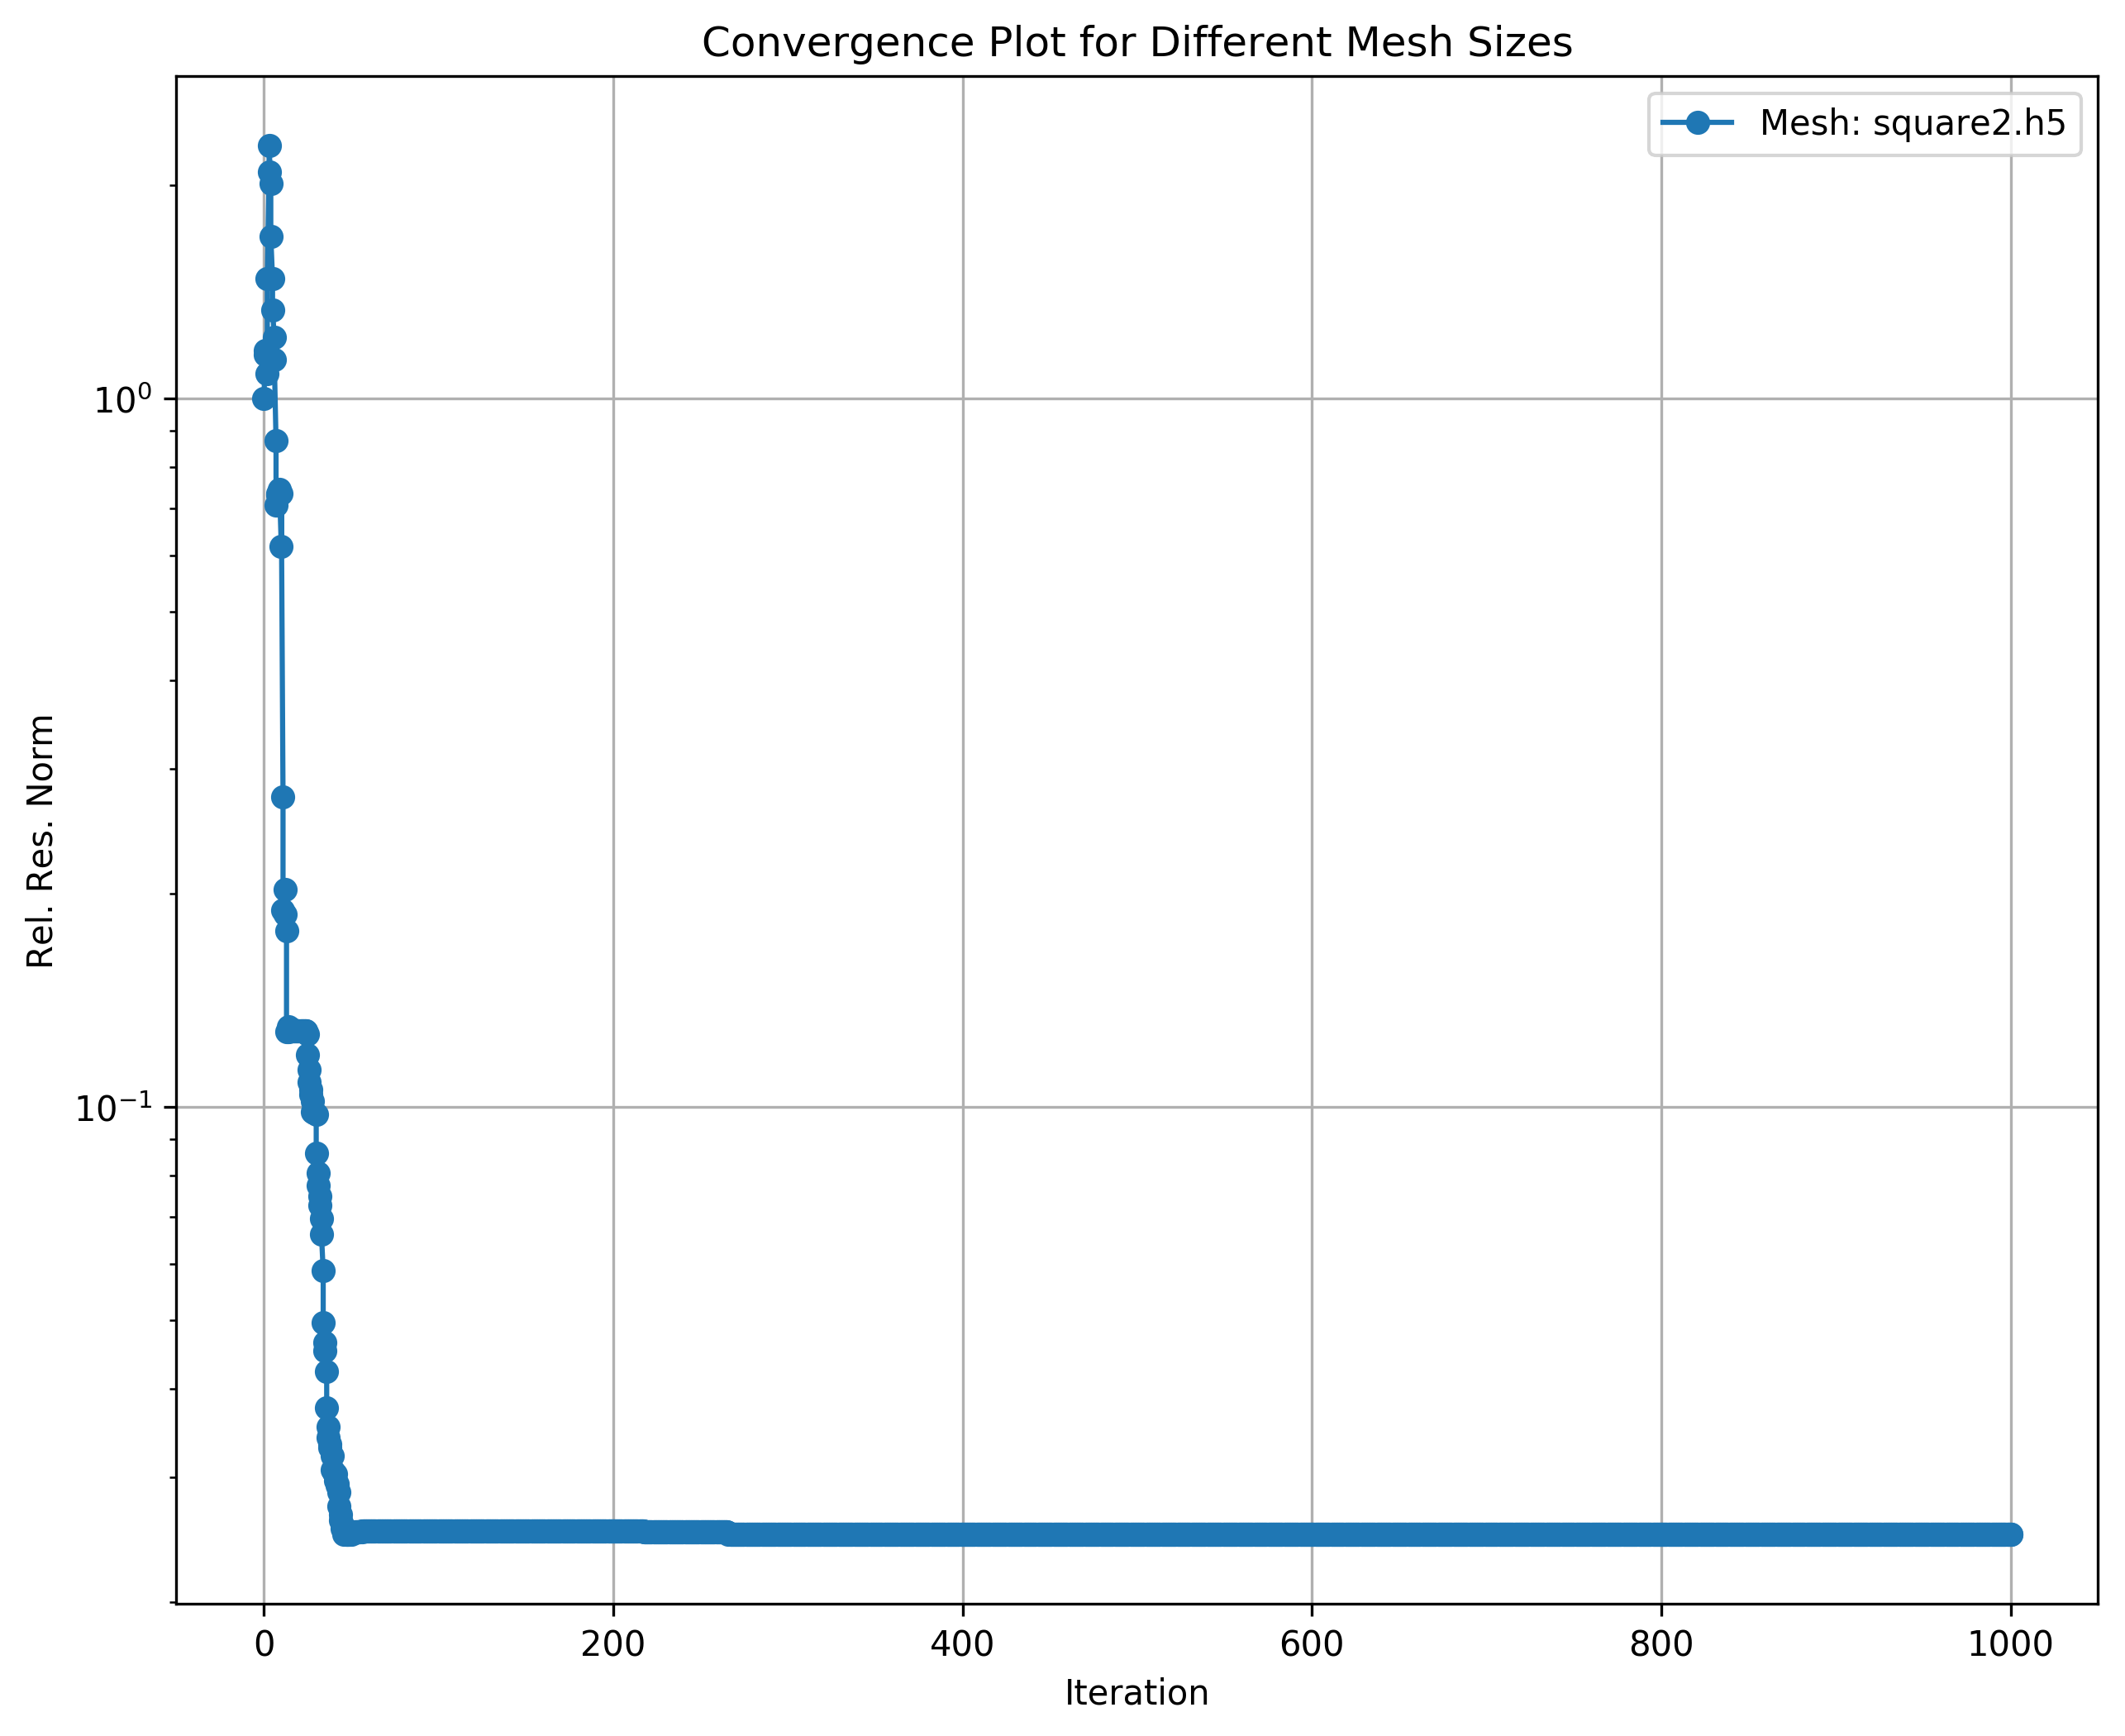 Convergence Plot for Different Mesh Sizes
Mesh: square2.h5
10⁰
10⁻¹
Rel. Res. Norm
0 200 400 600 800 1000
Iteration